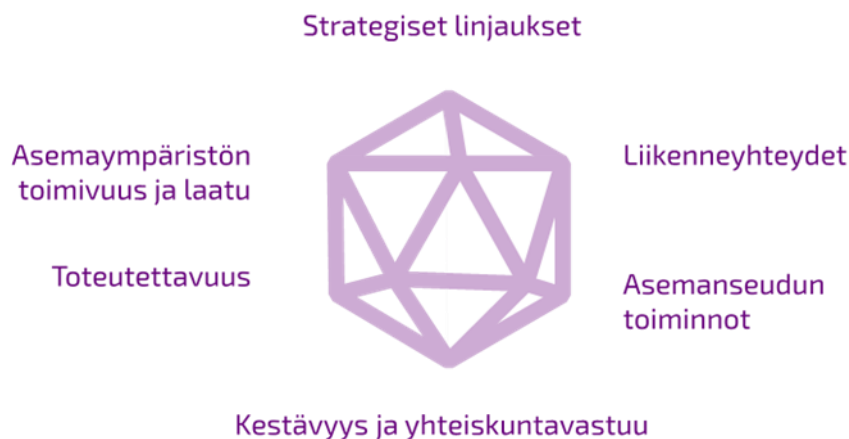 Strategiset linjaukset
Asemaympäristön
toimivuus ja laatu
Liikenneyhteydet
Toteutettavuus
Asemanseudun
toiminnot
Kestävyys ja yhteiskuntavastuu